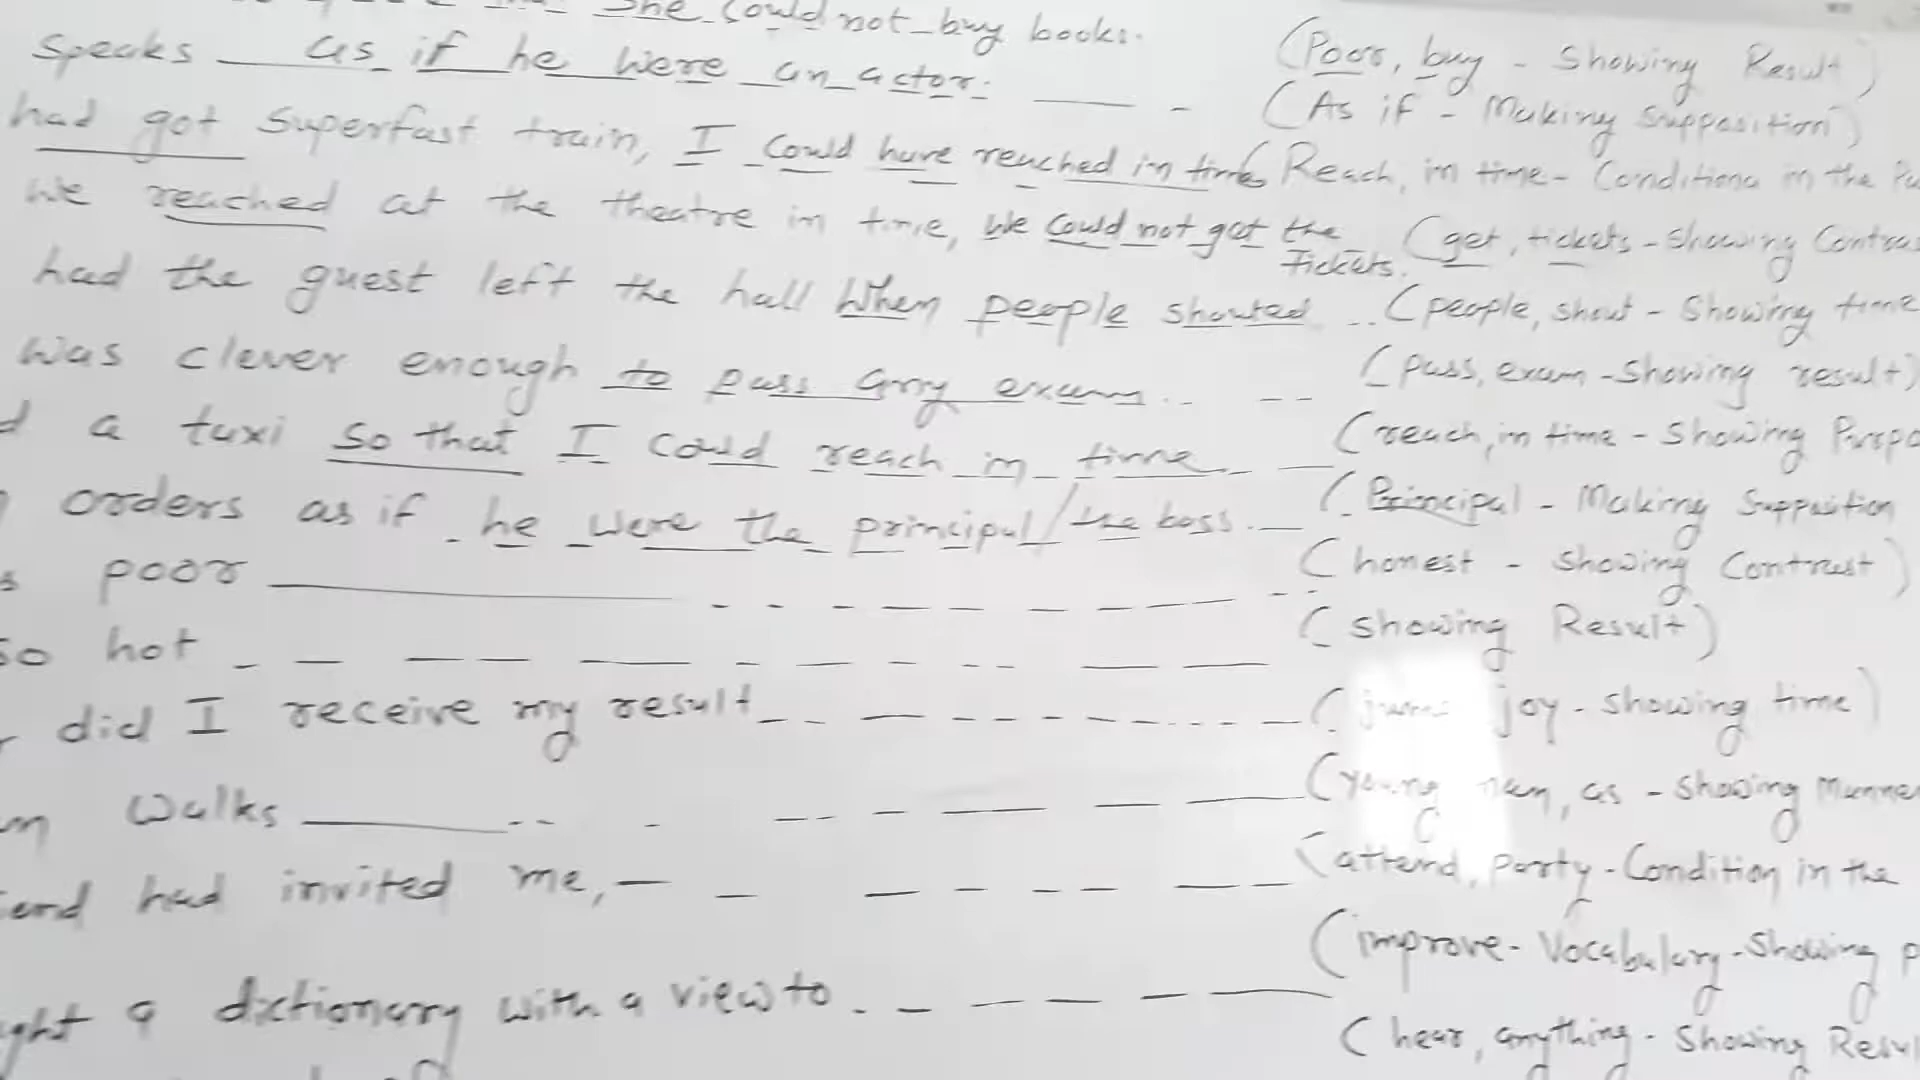 She could not buy books. (Poor, buy - Showing Result)
speaks as if he were an actor. (As if - Making Supposition)
had got superfast train, I could have reached in time (Reach, in time - Conditiona in the
we reached at the theatre in time, we could not get the Tickets. (get, tickets - Showing Contras
had the guest left the hall when people shouted .. (people, shout - Showing time
was clever enough to pass any exam.. (pass, exam - Showing result)
d a taxi so that I could reach in time (reach, in time - Showing Purpo
orders as if he were the principal/the boss. (Principal - Making Supposition
s poor (honest - Showing Contrast)
so hot (showing Result)
did I receive my result (joy - Showing time)
walks (young man, as - Showing Manner
iend had invited me, (attend, party - Condition in the
ght a dictionary with a view to (improve - Vocabulary - Showing p
(hear, anything - Showing Resul